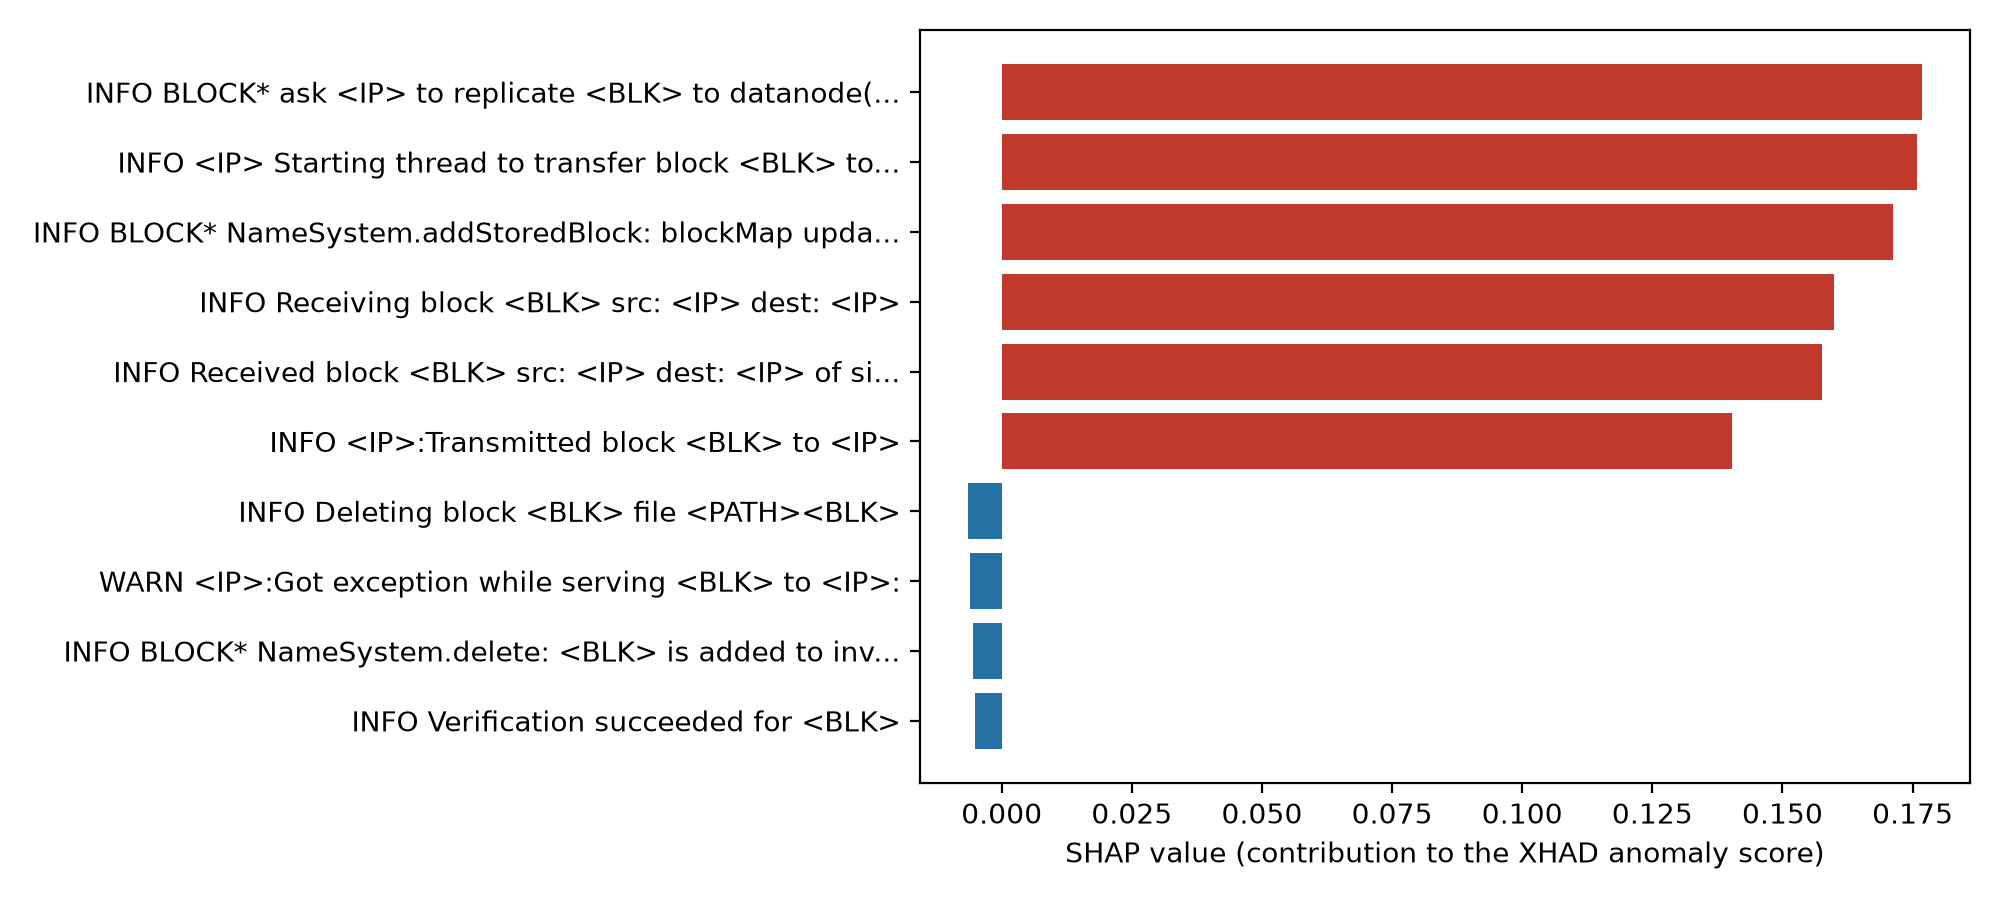 INFO BLOCK* ask <IP> to replicate <BLK> to datanode(...
INFO <IP> Starting thread to transfer block <BLK> to...
INFO BLOCK* NameSystem.addStoredBlock: blockMap upda...
INFO Receiving block <BLK> src: <IP> dest: <IP>
INFO Received block <BLK> src: <IP> dest: <IP> of si...
INFO <IP>:Transmitted block <BLK> to <IP>
INFO Deleting block <BLK> file <PATH><BLK>
WARN <IP>:Got exception while serving <BLK> to <IP>:
INFO BLOCK* NameSystem.delete: <BLK> is added to inv...
INFO Verification succeeded for <BLK>
0.000 0.025 0.050 0.075 0.100 0.125 0.150 0.175
SHAP value (contribution to the XHAD anomaly score)